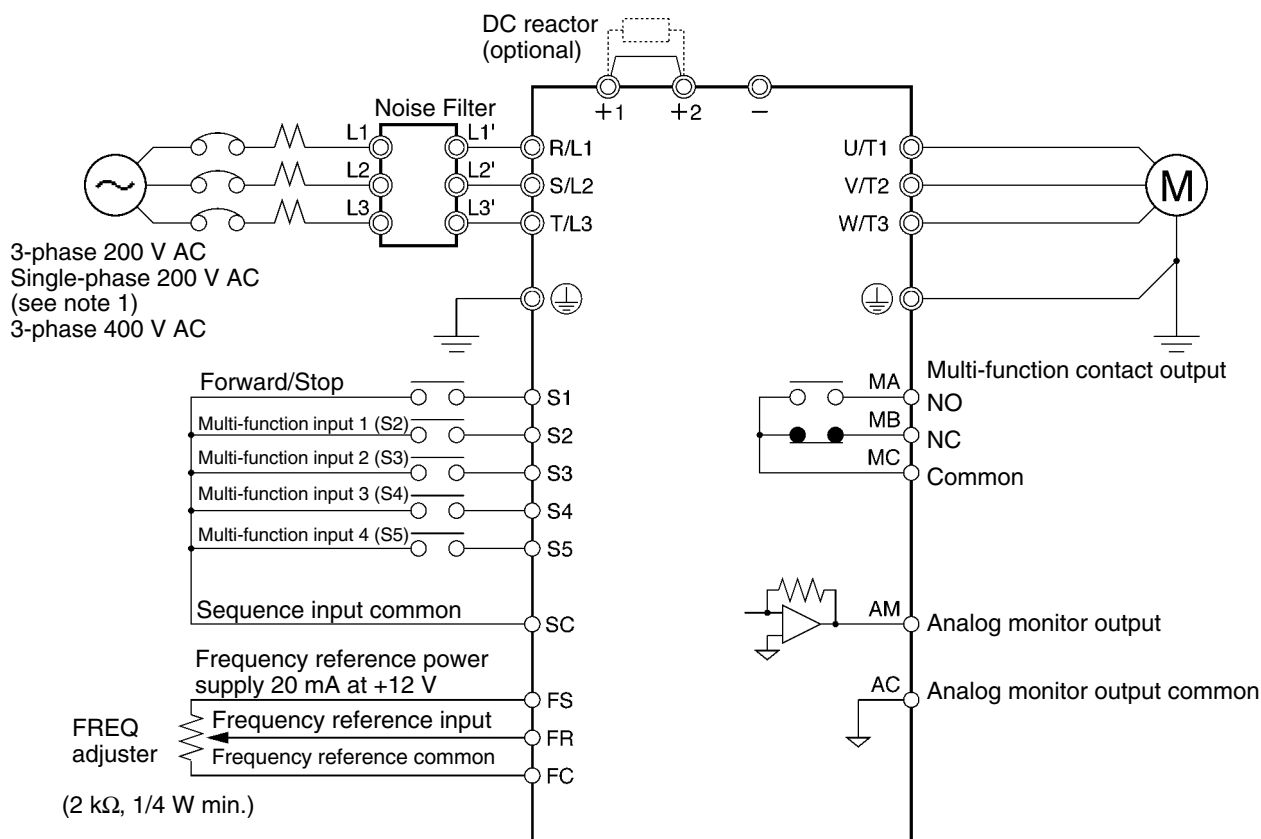 DC reactor
(optional)
+1
+2
−
Noise Filter
L1
L1'
R/L1
L2
L2'
S/L2
L3
L3'
T/L3
U/T1
V/T2
W/T3
M
3-phase 200 V AC
Single-phase 200 V AC
(see note 1)
3-phase 400 V AC
Forward/Stop
S1
Multi-function input 1 (S2)
S2
Multi-function input 2 (S3)
S3
Multi-function input 3 (S4)
S4
Multi-function input 4 (S5)
S5
Sequence input common
SC
Multi-function contact output
MA
NO
MB
NC
MC
Common
AM
Analog monitor output
AC
Analog monitor output common
Frequency reference power
supply 20 mA at +12 V
FS
FREQ
adjuster
Frequency reference input
FR
Frequency reference common
FC
(2 kΩ, 1/4 W min.)